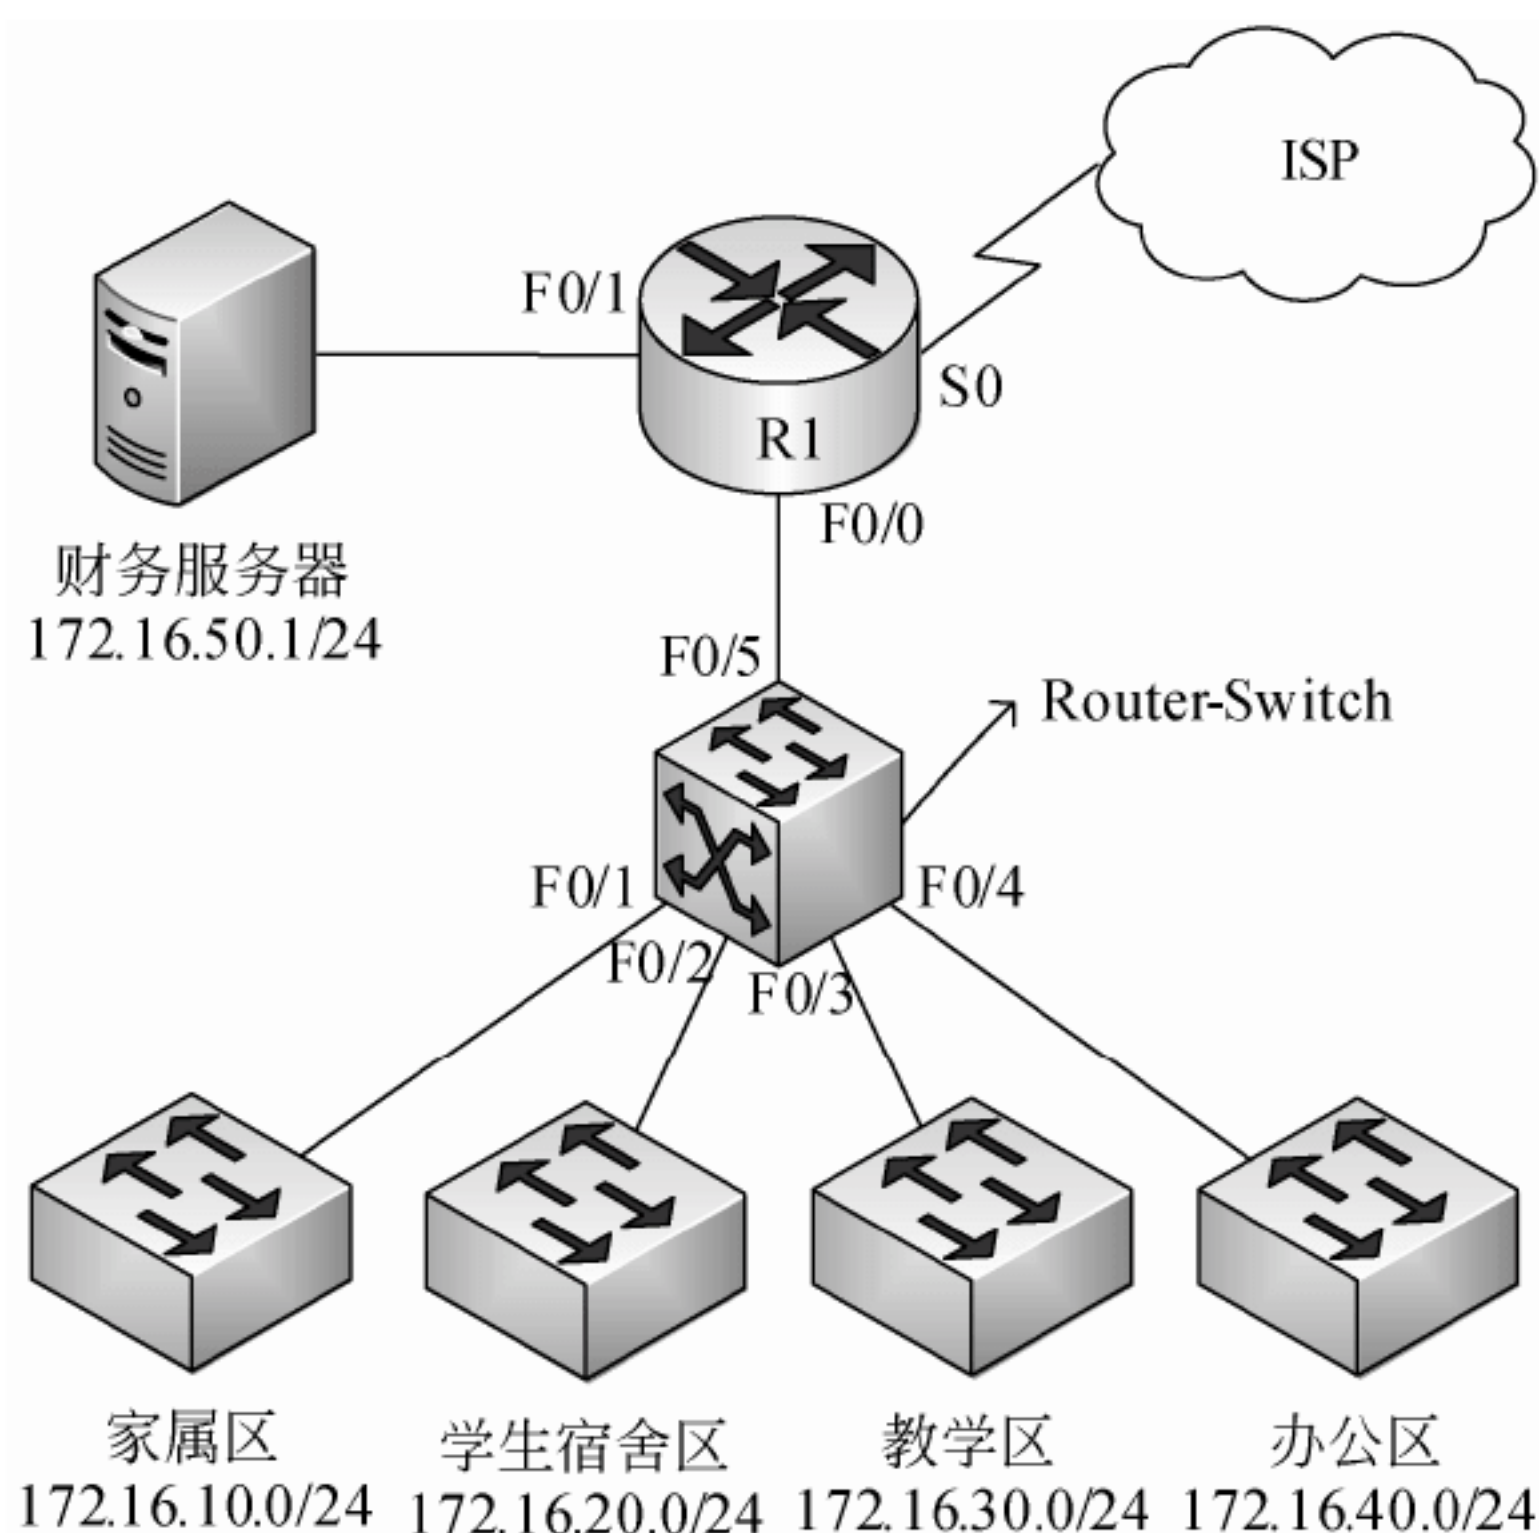 ISP
F0/1
S0
R1
F0/0
财务服务器
172.16.50.1/24
F0/5
Router-Switch
F0/1
F0/4
F0/2
F0/3
家属区
172.16.10.0/24
学生宿舍区
172.16.20.0/24
教学区
172.16.30.0/24
办公区
172.16.40.0/24